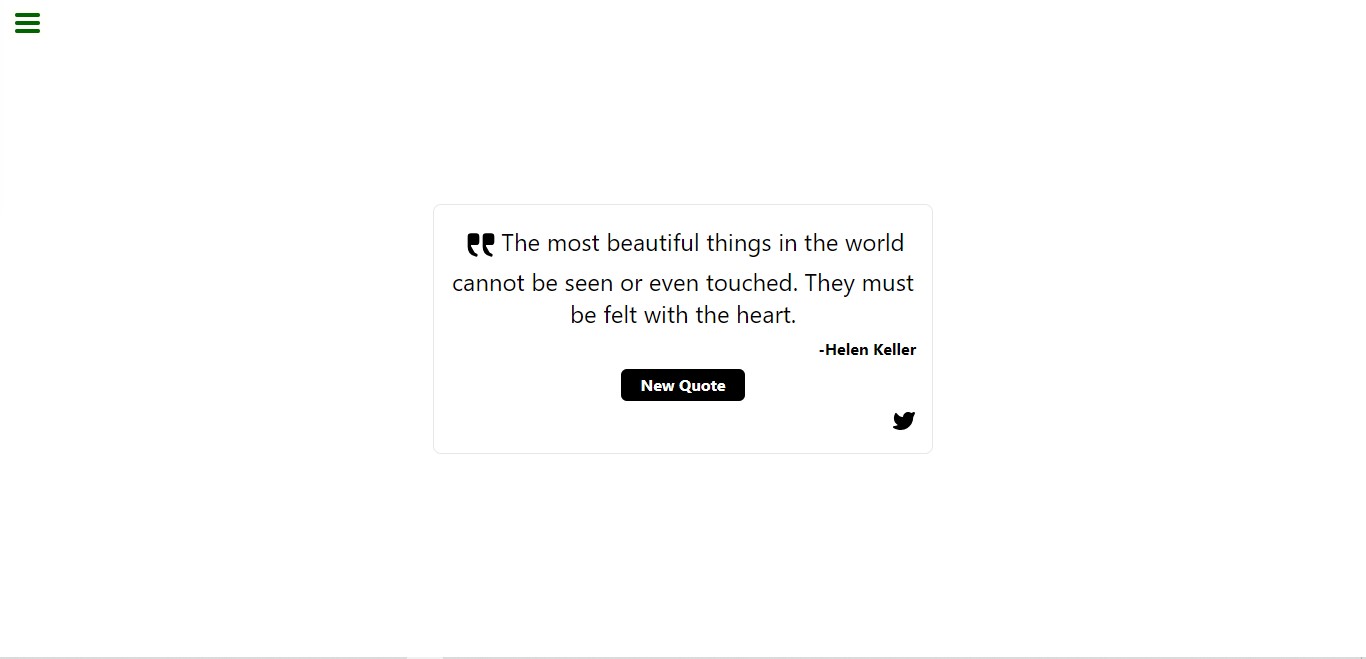 The most beautiful things in the world
cannot be seen or even touched. They must
be felt with the heart.
-Helen Keller
New Quote